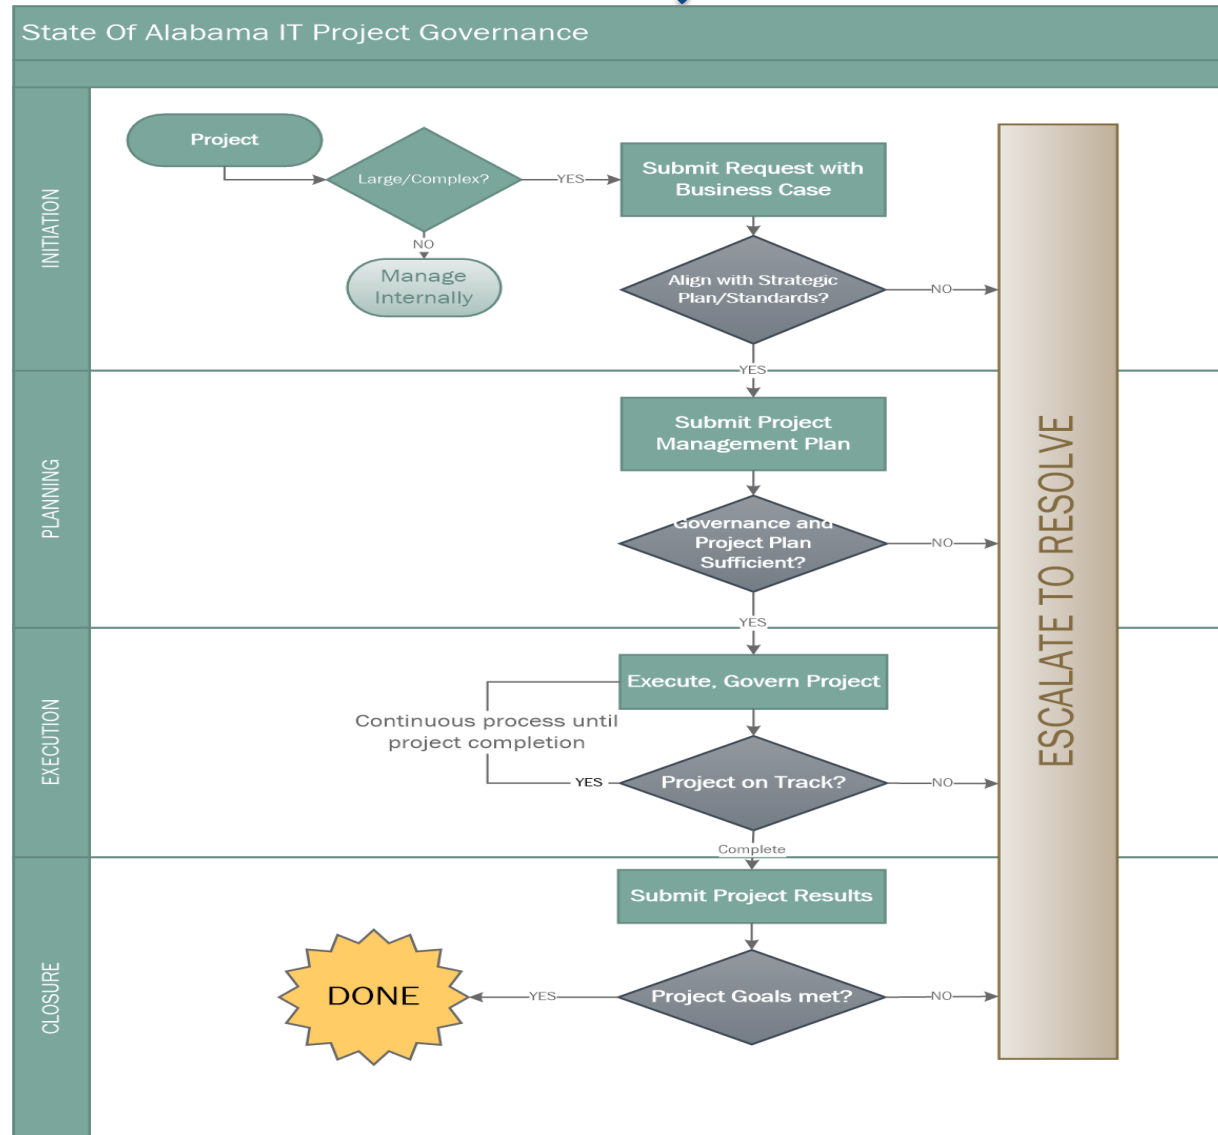 State Of Alabama IT Project Governance
INITIATION
Project
Large/Complex?
YES
Submit Request with
Business Case
NO
Manage
Internally
Align with Strategic
Plan/Standards?
NO
YES
PLANNING
Submit Project
Management Plan
Governance and
Project Plan
Sufficient?
NO
YES
ESCALATE TO RESOLVE
EXECUTION
Execute, Govern Project
Continuous process until
project completion
YES
Project on Track?
NO
Complete
CLOSURE
Submit Project Results
DONE
YES
Project Goals met?
NO